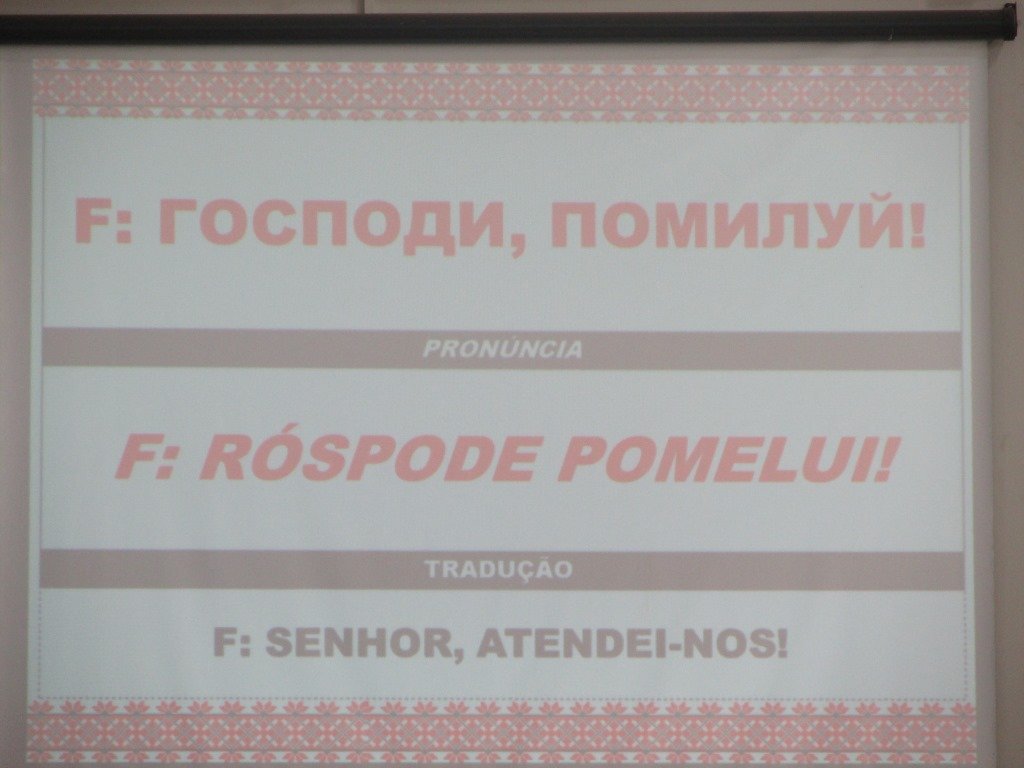 F: ГОСПОДИ, ПОМИЛУЙ!
PRONÚNCIA
F: RÓSPODE POMELUI!
TRADUÇÃO
F: SENHOR, ATENDEI-NOS!